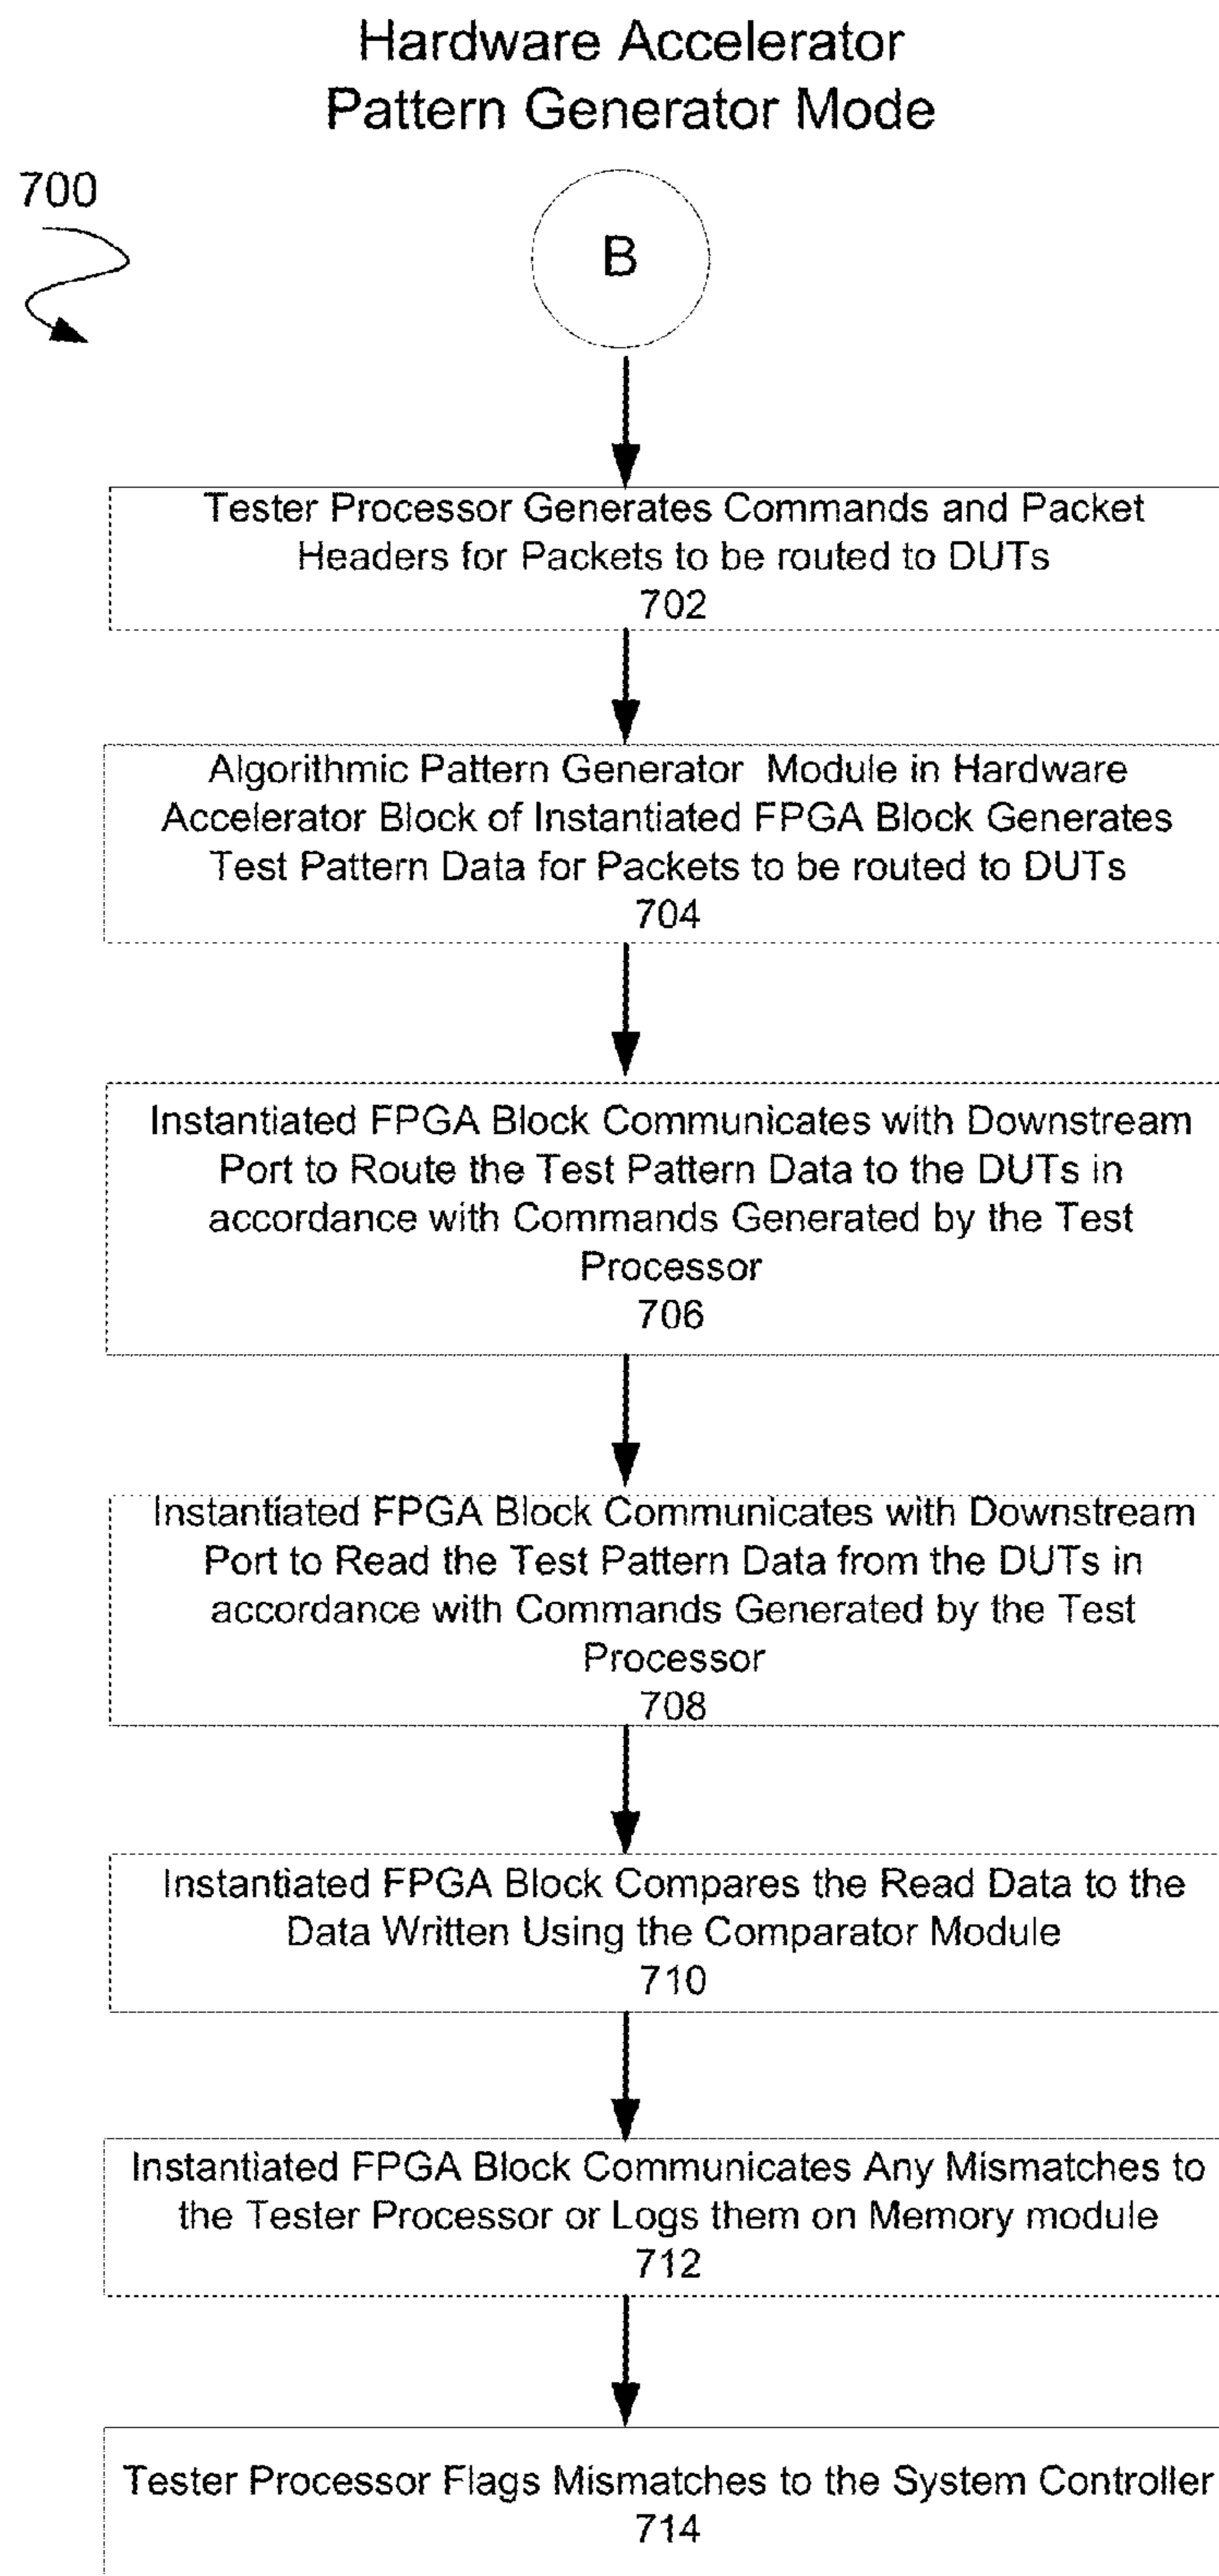 Hardware Accelerator
Pattern Generator Mode
700
B
Tester Processor Generates Commands and Packet
Headers for Packets to be routed to DUTs
702
Algorithmic Pattern Generator Module in Hardware
Accelerator Block of Instantiated FPGA Block Generates
Test Pattern Data for Packets to be routed to DUTs
704
Instantiated FPGA Block Communicates with Downstream
Port to Route the Test Pattern Data to the DUTs in
accordance with Commands Generated by the Test
Processor
706
Instantiated FPGA Block Communicates with Downstream
Port to Read the Test Pattern Data from the DUTs in
accordance with Commands Generated by the Test
Processor
708
Instantiated FPGA Block Compares the Read Data to the
Data Written Using the Comparator Module
710
Instantiated FPGA Block Communicates Any Mismatches to
the Tester Processor or Logs them on Memory module
712
Tester Processor Flags Mismatches to the System Controller
714